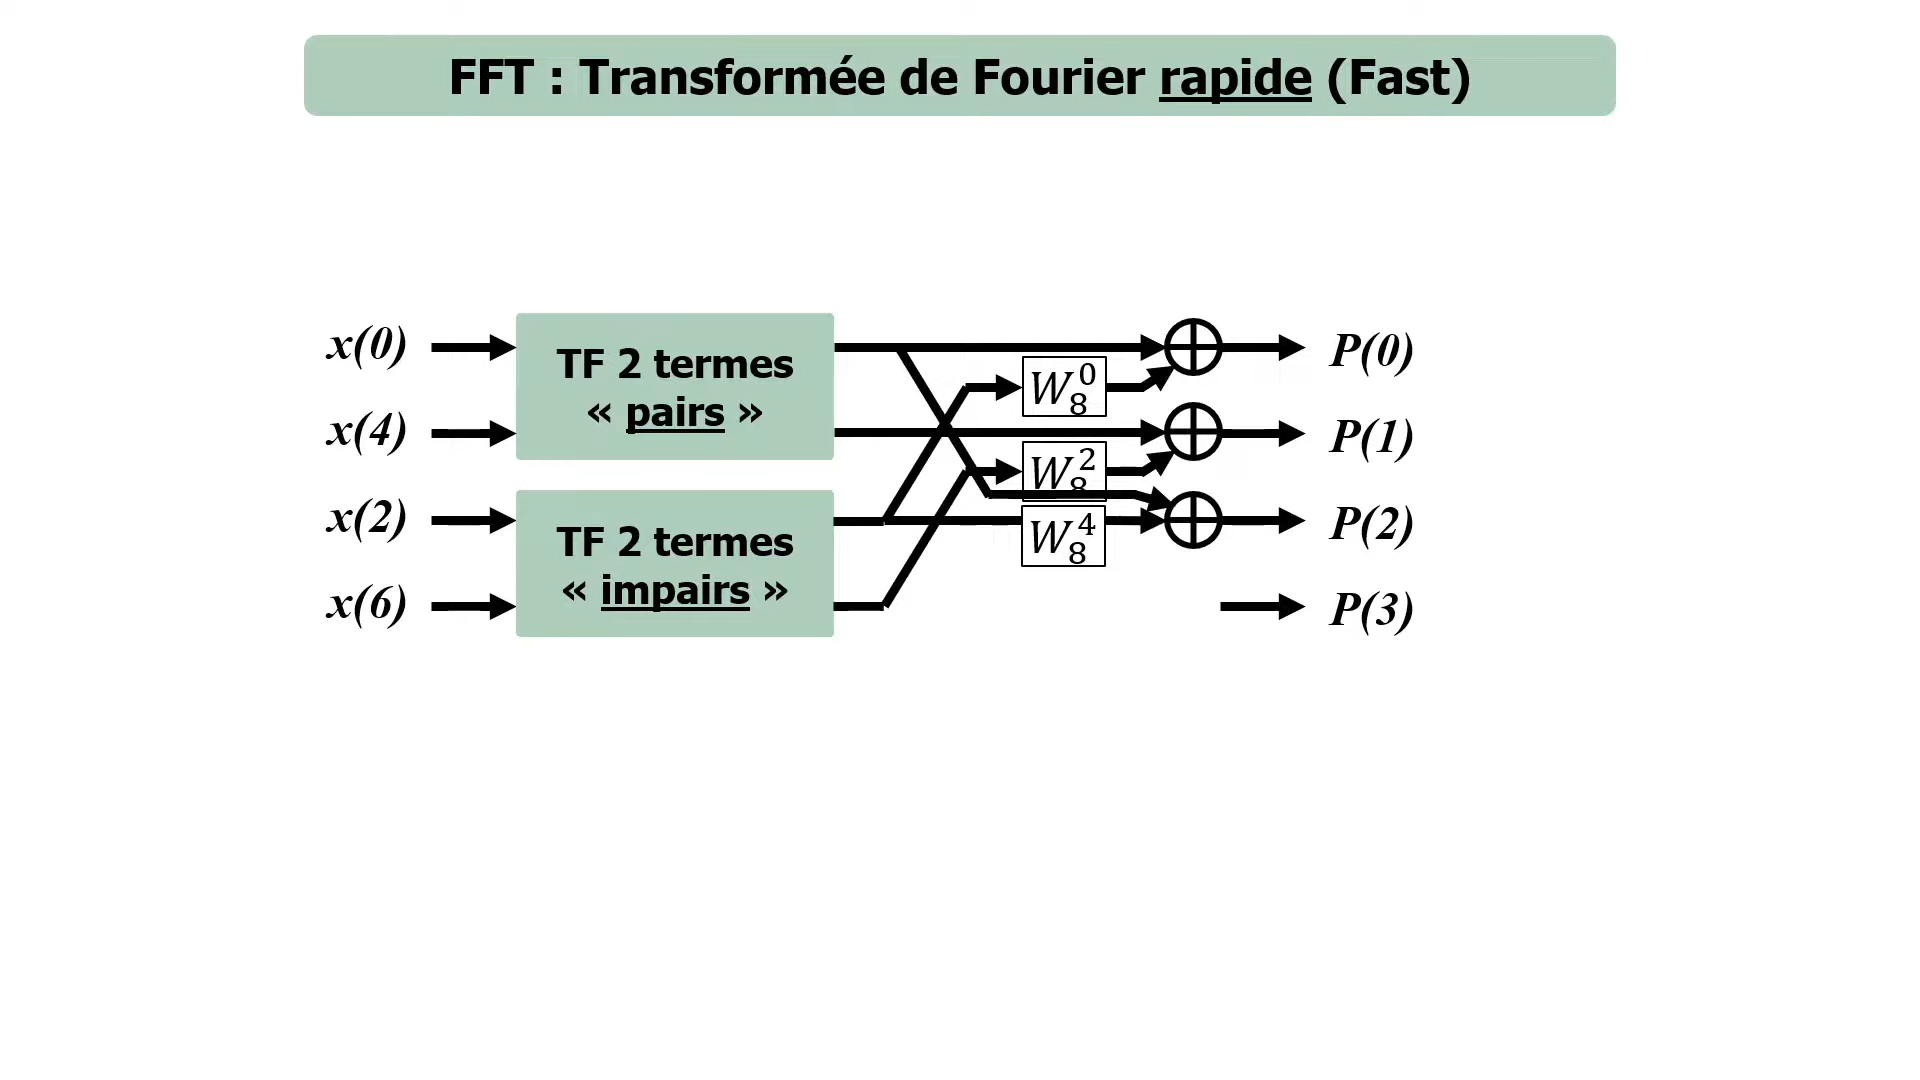 FFT : Transformée de Fourier rapide (Fast)
x(0)
x(4)
x(2)
x(6)
TF 2 termes
« pairs »
TF 2 termes
« impairs »
W₈⁰
W₈²
W₈⁴
P(0)
P(1)
P(2)
P(3)